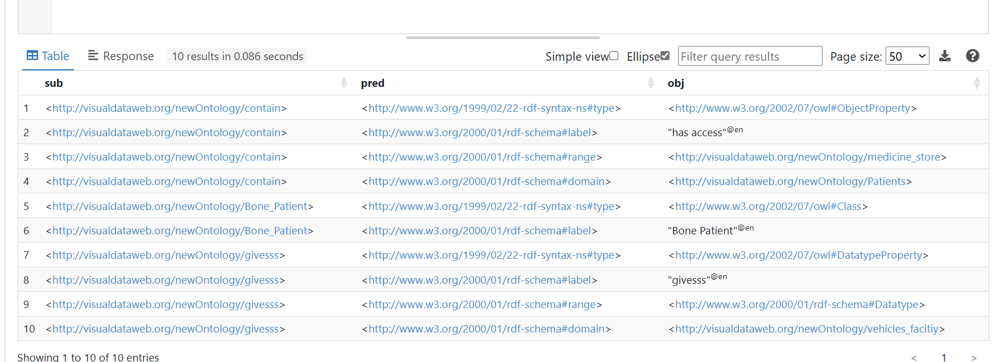 Table Response 10 results in 0.086 seconds Simple view Ellipse Filter query results Page size: 50
sub pred obj
1 <http://visualdataweb.org/newOntology/contain> <http://www.w3.org/1999/02/22-rdf-syntax-ns#type> <http://www.w3.org/2002/07/owl#ObjectProperty>
2 <http://visualdataweb.org/newOntology/contain> <http://www.w3.org/2000/01/rdf-schema#label> "has access"@en
3 <http://visualdataweb.org/newOntology/contain> <http://www.w3.org/2000/01/rdf-schema#range> <http://visualdataweb.org/newOntology/medicine_store>
4 <http://visualdataweb.org/newOntology/contain> <http://www.w3.org/2000/01/rdf-schema#domain> <http://visualdataweb.org/newOntology/Patients>
5 <http://visualdataweb.org/newOntology/Bone_Patient> <http://www.w3.org/1999/02/22-rdf-syntax-ns#type> <http://www.w3.org/2002/07/owl#Class>
6 <http://visualdataweb.org/newOntology/Bone_Patient> <http://www.w3.org/2000/01/rdf-schema#label> "Bone Patient"@en
7 <http://visualdataweb.org/newOntology/givesss> <http://www.w3.org/1999/02/22-rdf-syntax-ns#type> <http://www.w3.org/2002/07/owl#DatatypeProperty>
8 <http://visualdataweb.org/newOntology/givesss> <http://www.w3.org/2000/01/rdf-schema#label> "givesss"@en
9 <http://visualdataweb.org/newOntology/givesss> <http://www.w3.org/2000/01/rdf-schema#range> <http://www.w3.org/2000/01/rdf-schema#Datatype>
10 <http://visualdataweb.org/newOntology/givesss> <http://www.w3.org/2000/01/rdf-schema#domain> <http://visualdataweb.org/newOntology/vehicles_facitiy>
Showing 1 to 10 of 10 entries < 1 >